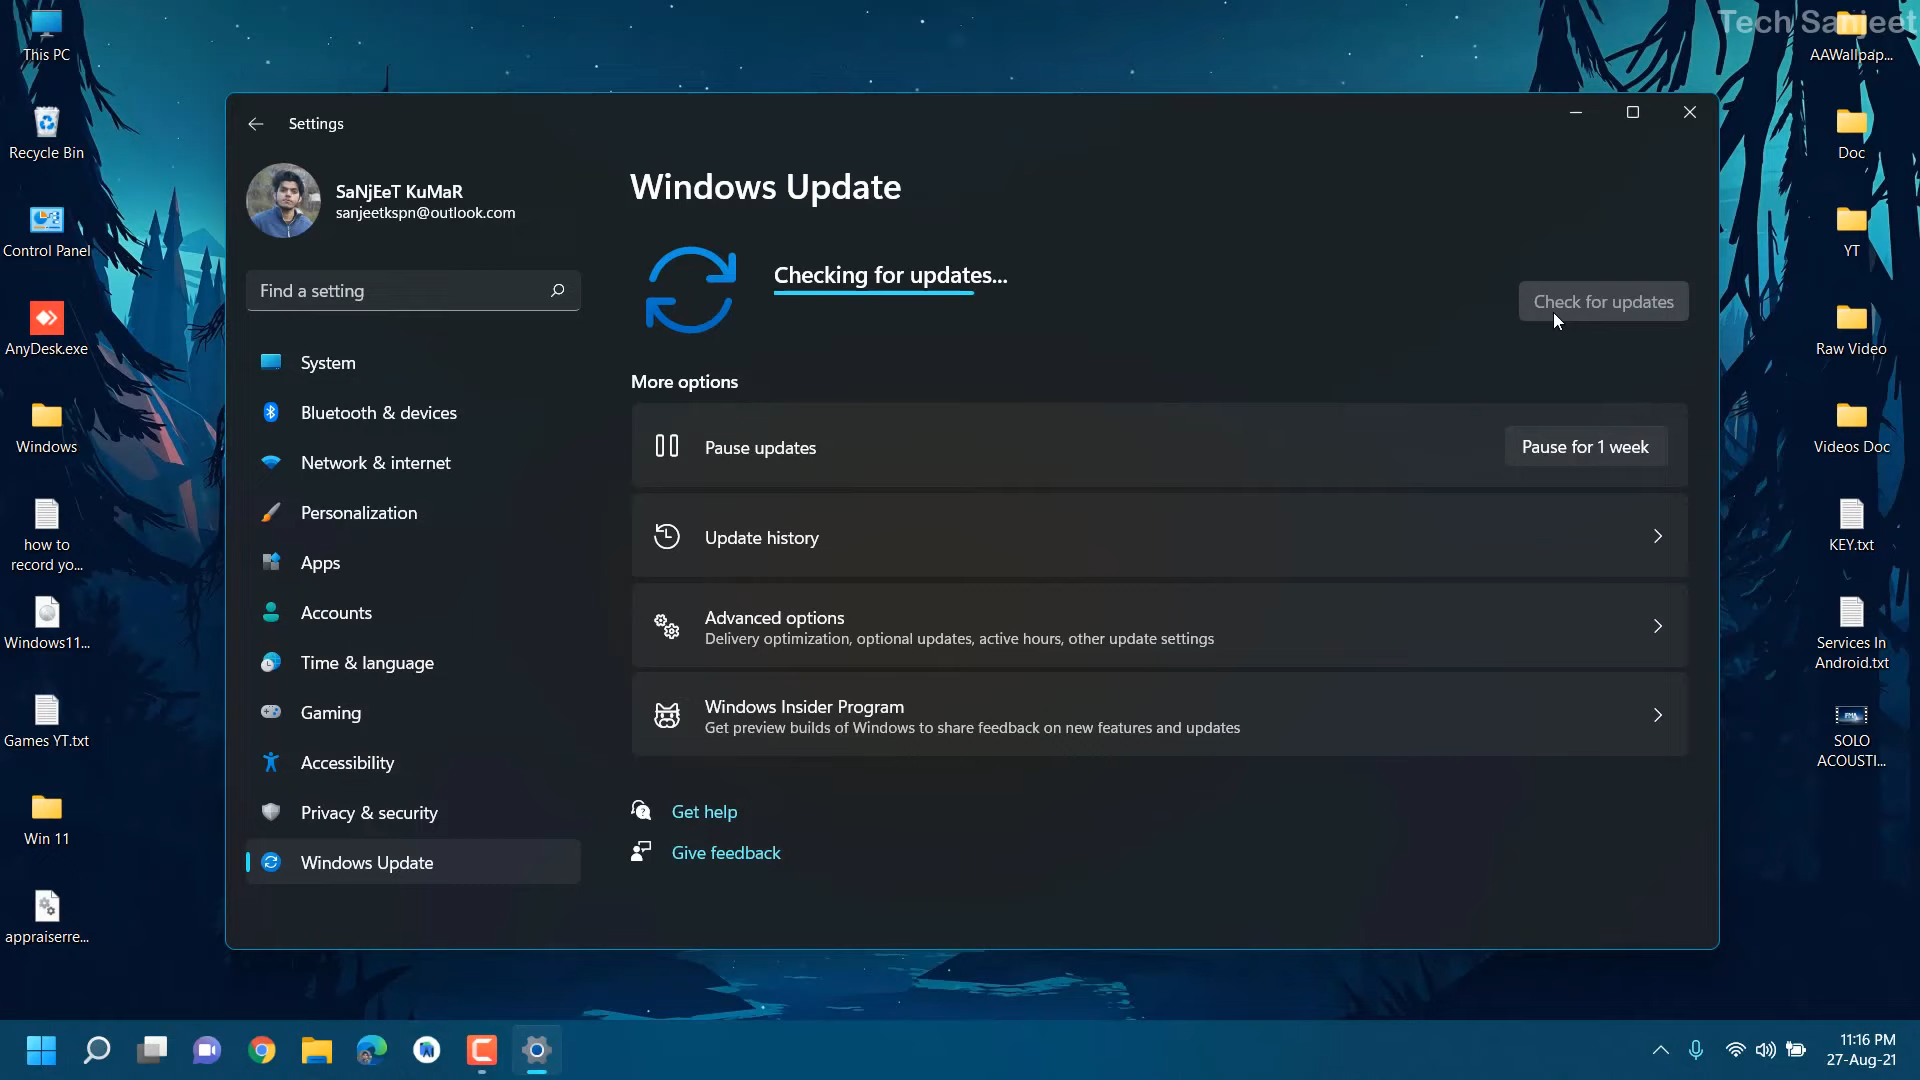 Tech Sanjeet
This PC
Recycle Bin
Control Panel
AnyDesk.exe
Windows
how to
record yo...
Windows11...
Games YT.txt
Win 11
appraiserre...
Settings
SaNjEeT KuMaR
sanjeetkspn@outlook.com
Find a setting
System
Bluetooth & devices
Network & internet
Personalization
Apps
Accounts
Time & language
Gaming
Accessibility
Privacy & security
Windows Update
Windows Update
Checking for updates...
Check for updates
More options
Pause updates
Pause for 1 week
Update history
Advanced options
Delivery optimization, optional updates, active hours, other update settings
Windows Insider Program
Get preview builds of Windows to share feedback on new features and updates
Get help
Give feedback
AAWallpap...
Doc
YT
Raw Video
Videos Doc
KEY.txt
Services In
Android.txt
SOLO
ACOUSTI...
11:16 PM
27-Aug-21